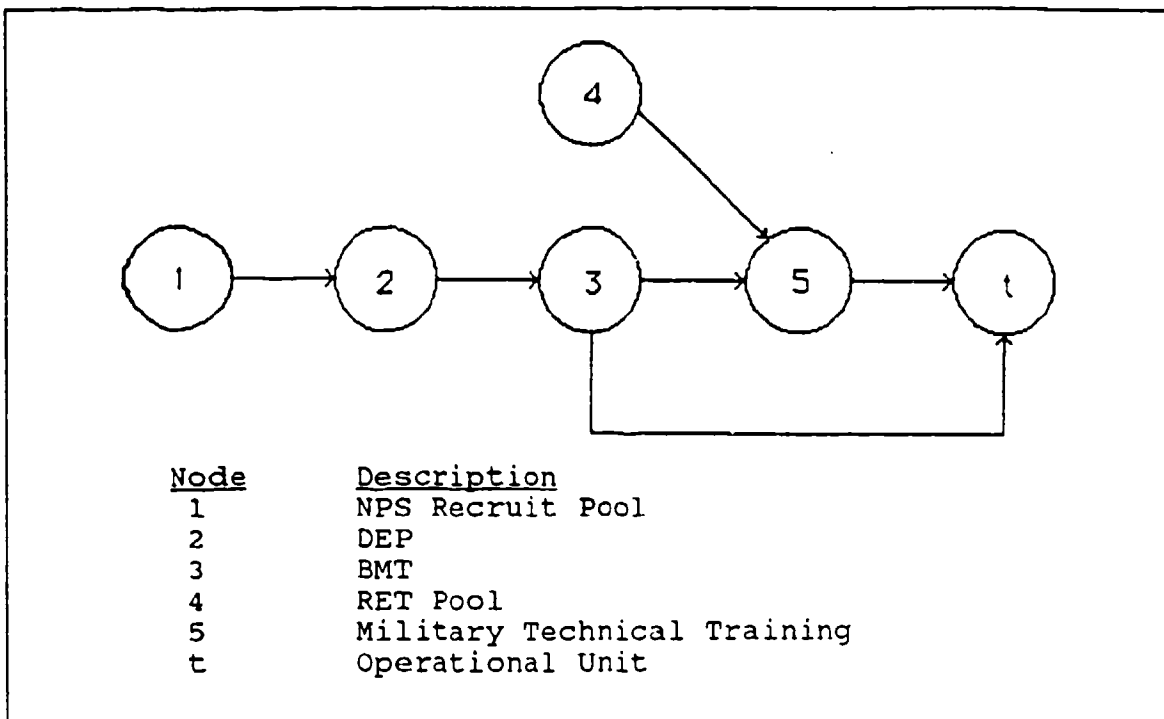 4
1 2 3 5 t
Node Description
1 NPS Recruit Pool
2 DEP
3 BMT
4 RET Pool
5 Military Technical Training
t Operational Unit